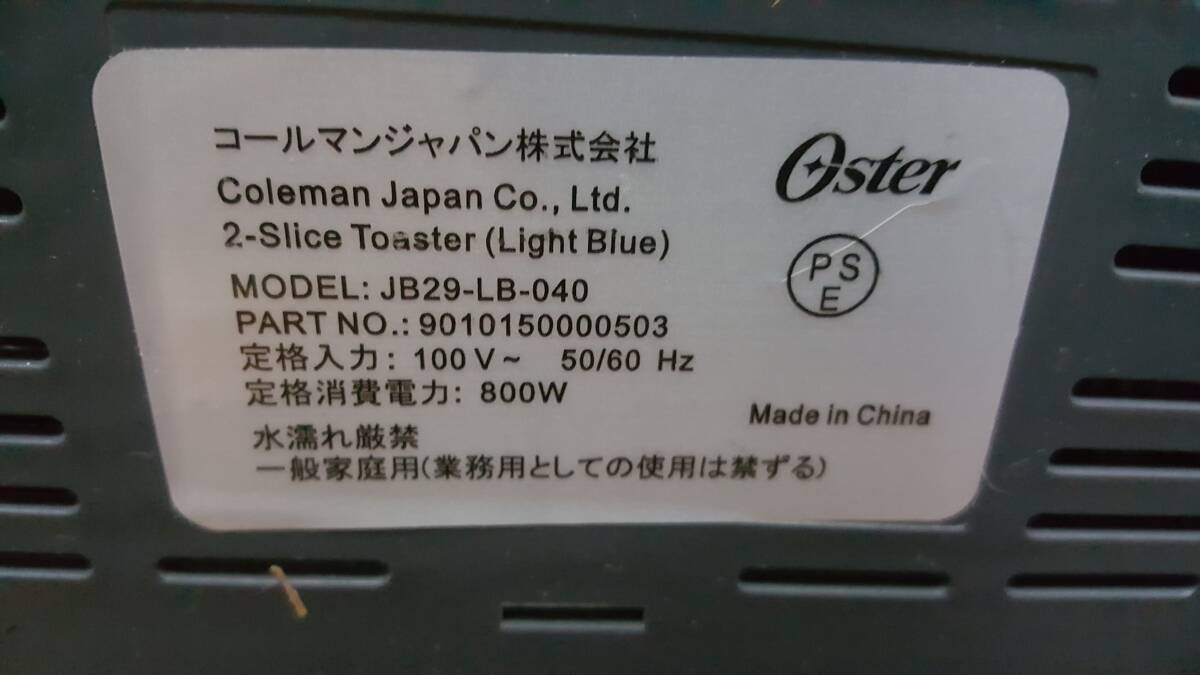 コールマンジャパン株式会社
Coleman Japan Co., Ltd.
2-Slice Toaster (Light Blue)
MODEL: JB29-LB-040
PART NO.: 9010150000503
定格入力: 100V~ 50/60 Hz
定格消費電力: 800W
水濡れ厳禁
一般家庭用(業務用としての使用は禁ずる)
Oster
PS
E
Made in China